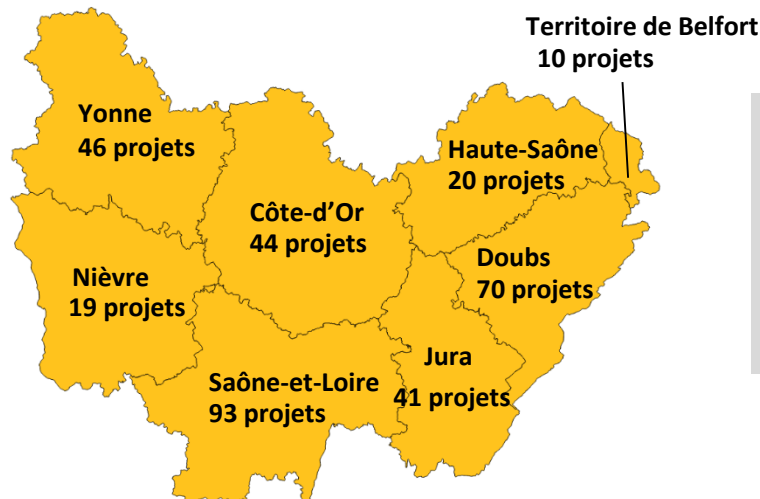 Territoire de Belfort
10 projets
Yonne
46 projets
Haute-Saône
20 projets
Côte-d’Or
44 projets
Doubs
70 projets
Nièvre
19 projets
Jura
41 projets
Saône-et-Loire
93 projets